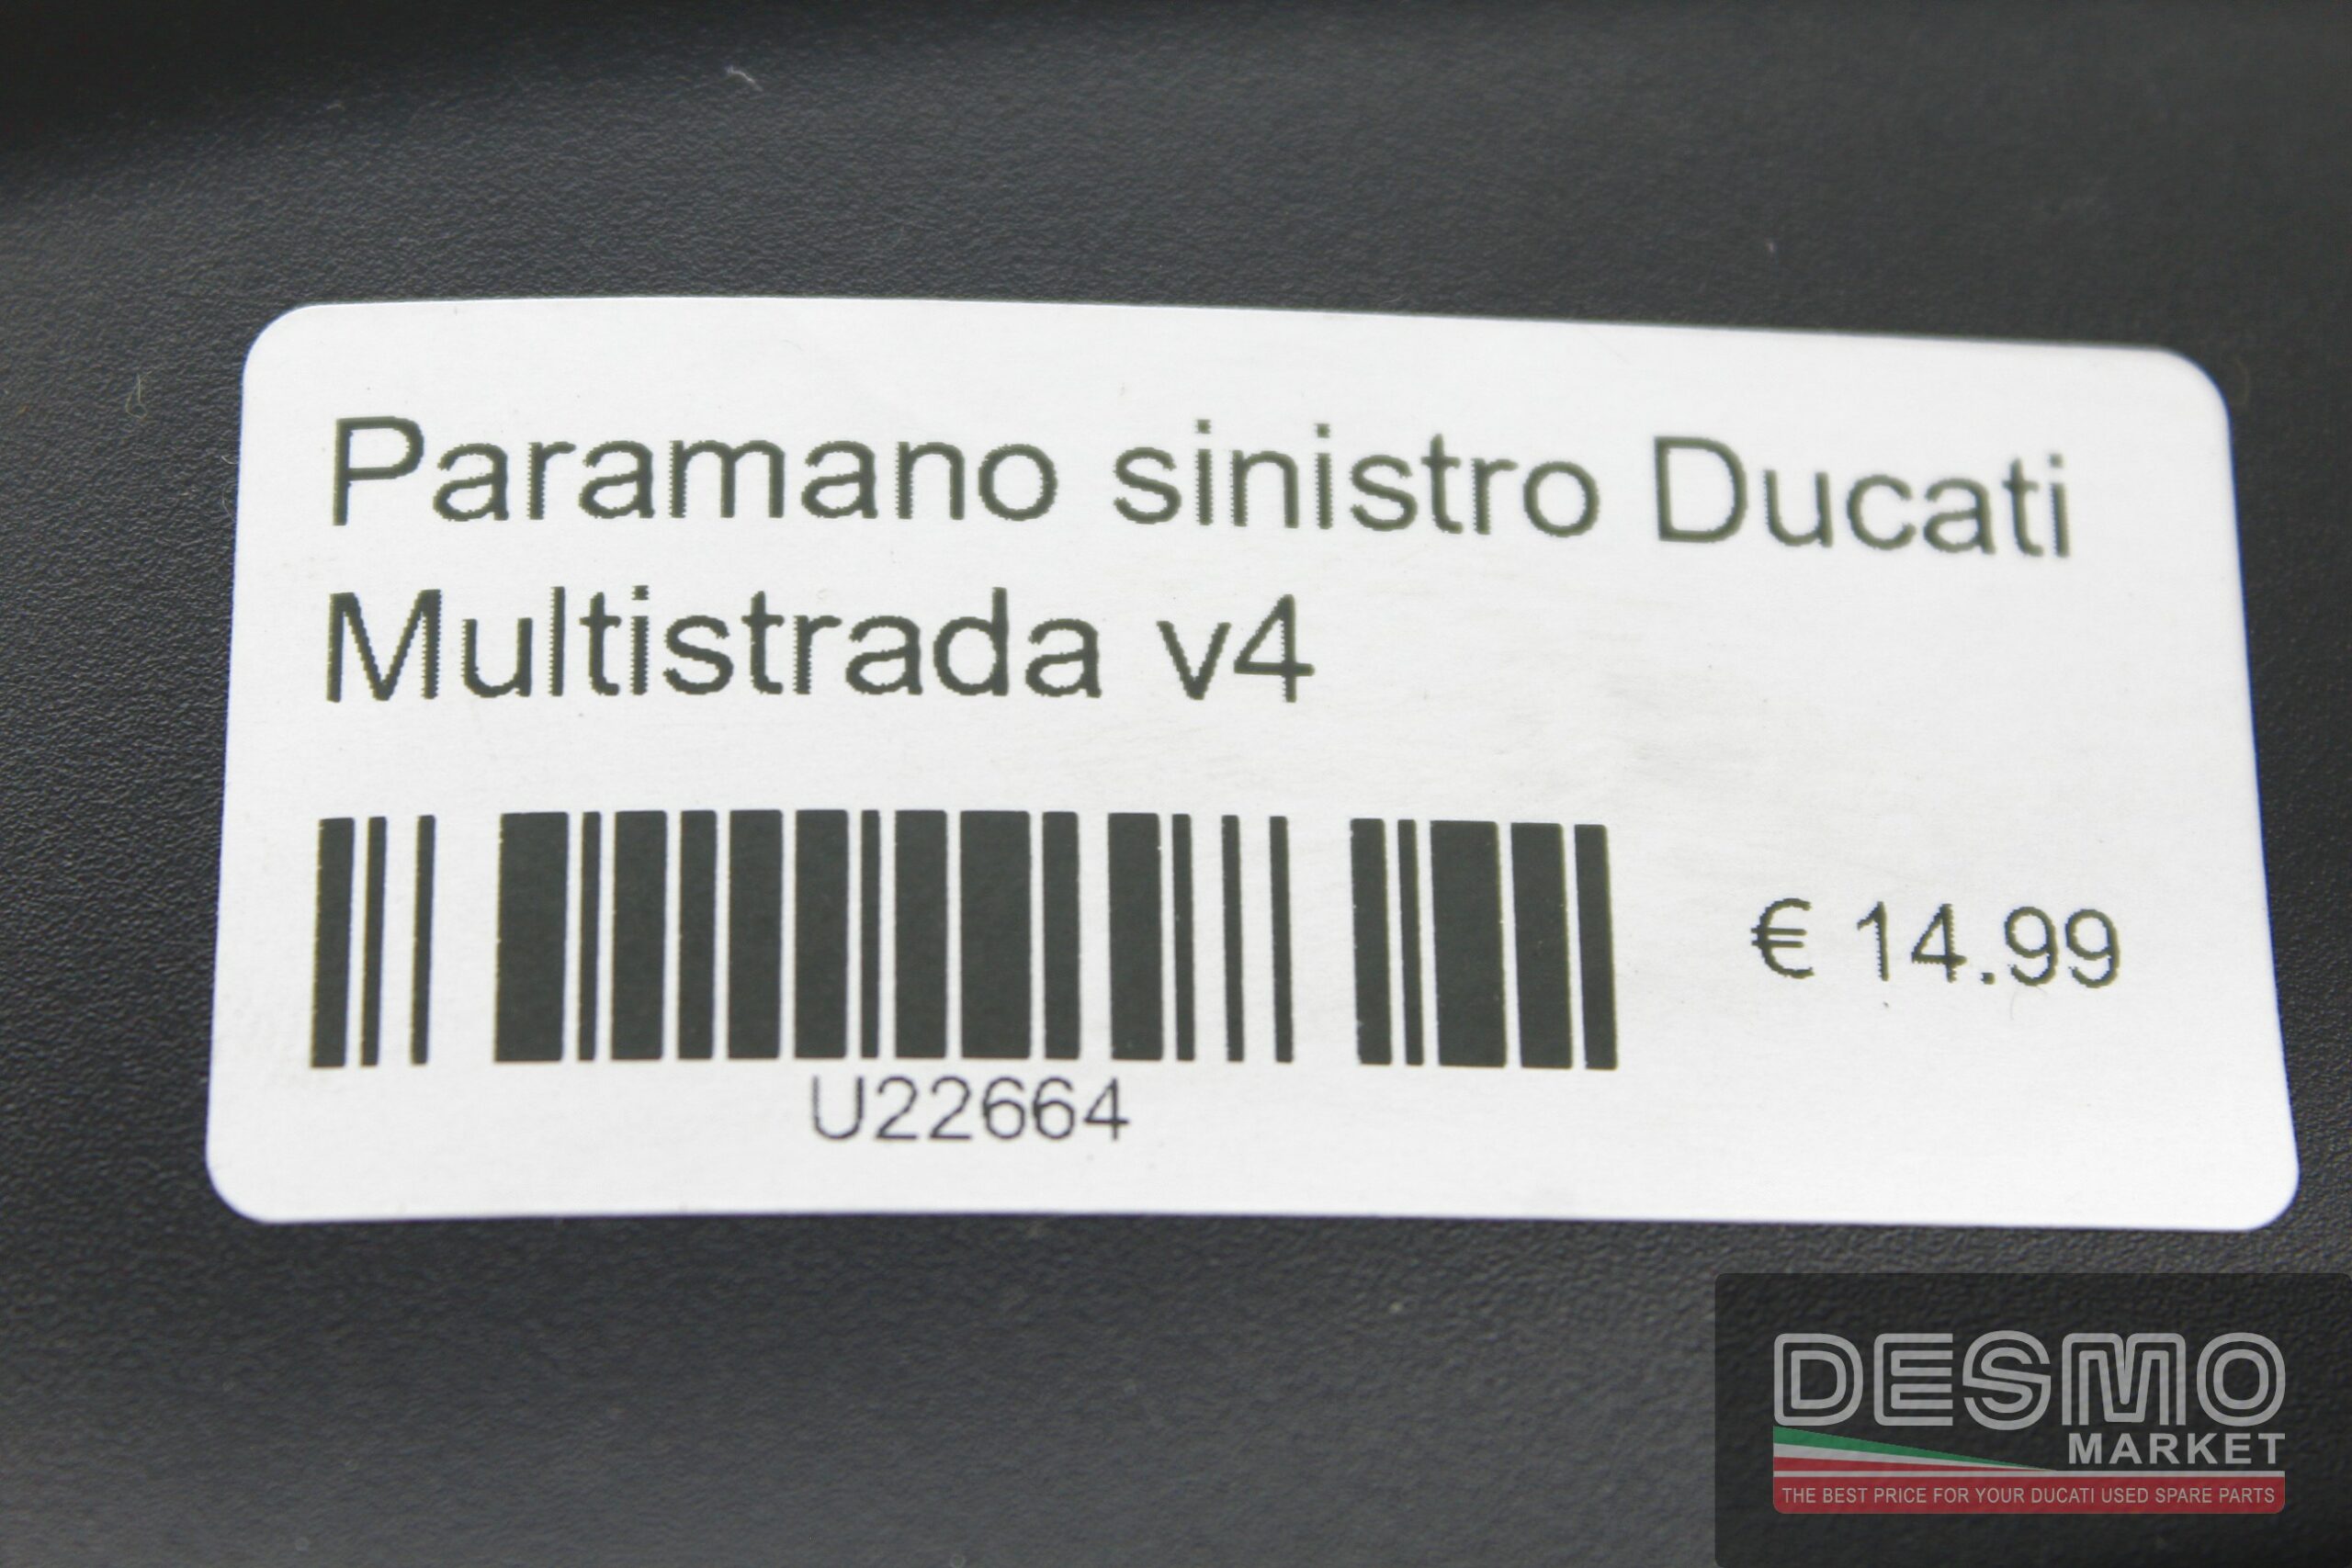 Paramano sinistro Ducati
Multistrada v4
€ 14.99
U22664
DESMO
MARKET
THE BEST PRICE FOR YOUR DUCATI USED SPARE PARTS